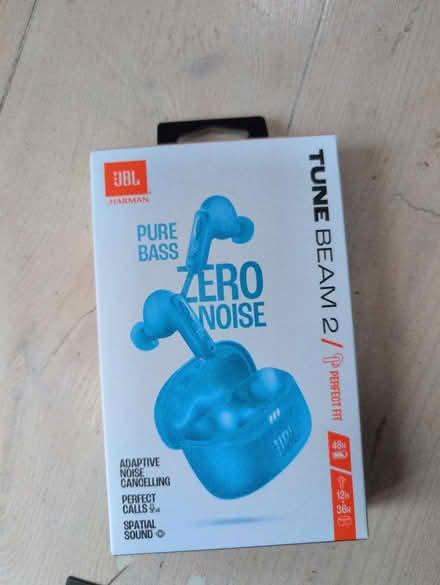 JBL
HARMAN
TUNE BEAM 2
PERFECT FIT
PURE
BASS
ZERO
NOISE
JBL
48H
12h
+
36H
ADAPTIVE
NOISE
CANCELLING
PERFECT
CALLS
SPATIAL
SOUND